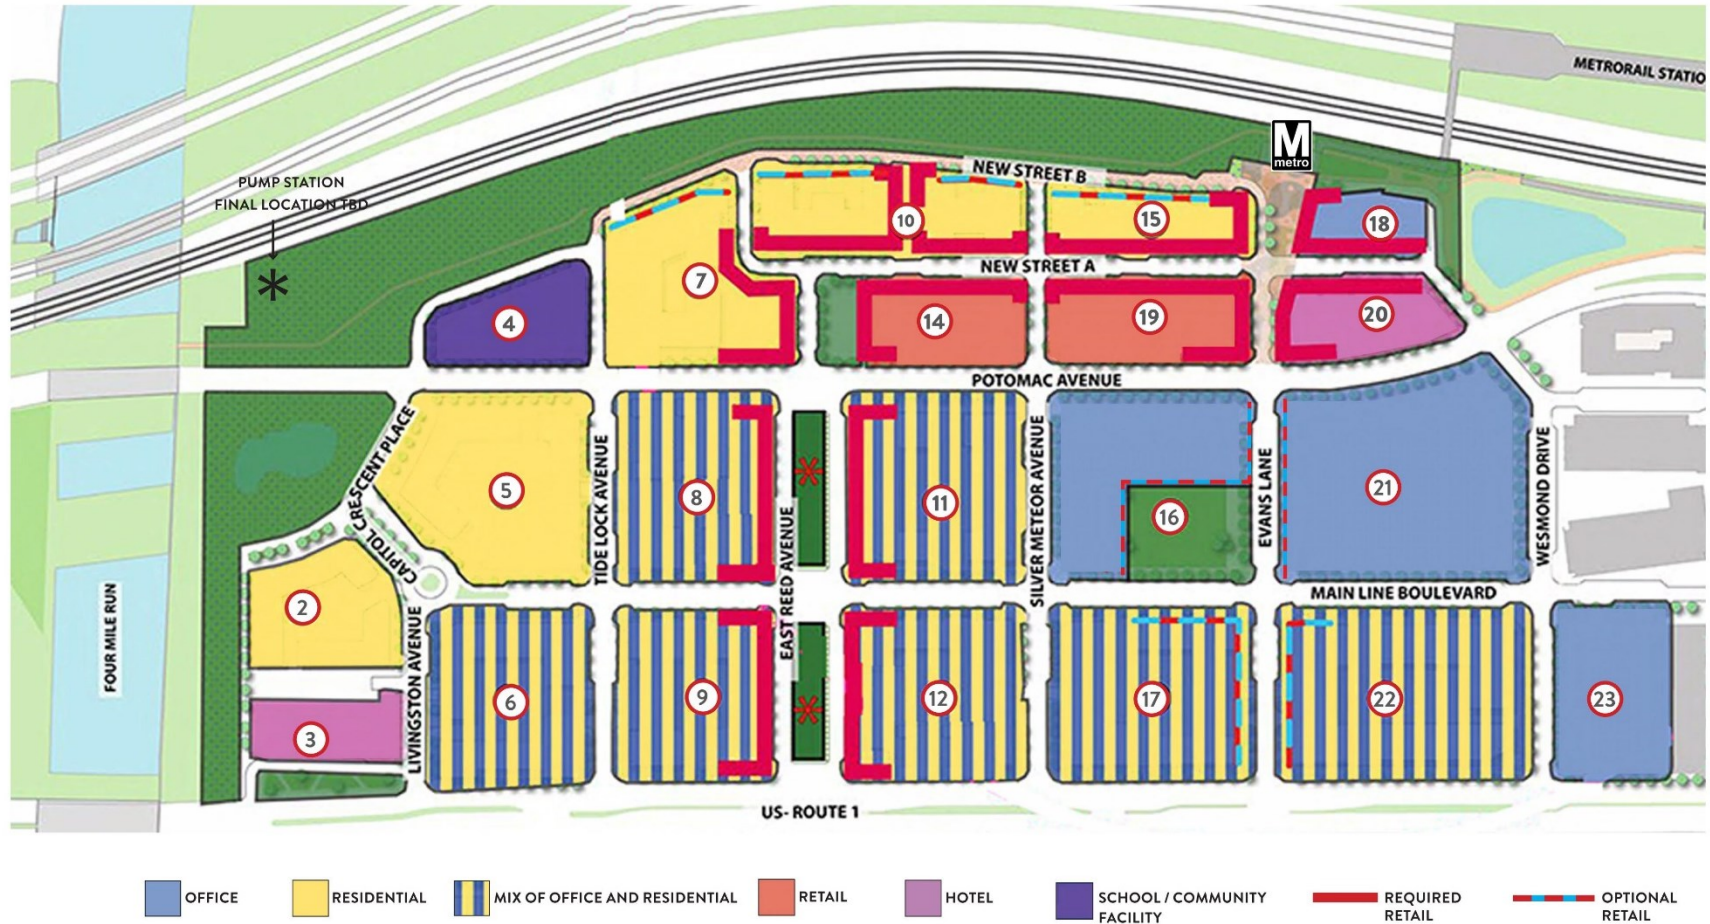 METRORAIL STATIO
M
metro
PUMP STATION
FINAL LOCATION TBD
NEW STREET B
10
15
18
7
NEW STREET A
4
14
19
20
POTOMAC AVENUE
CAPITOL CRESCENT PLACE
TIDE LOCK AVENUE
SILVER METEOR AVENUE
EVANS LANE
WESMOND DRIVE
5
8
11
16
21
EAST REED AVENUE
MAIN LINE BOULEVARD
FOUR MILE RUN
2
LIVINGSTON AVENUE
3
6
9
12
17
22
23
US- ROUTE 1
OFFICE
RESIDENTIAL
MIX OF OFFICE AND RESIDENTIAL
RETAIL
HOTEL
SCHOOL / COMMUNITY
FACILITY
REQUIRED
RETAIL
OPTIONAL
RETAIL